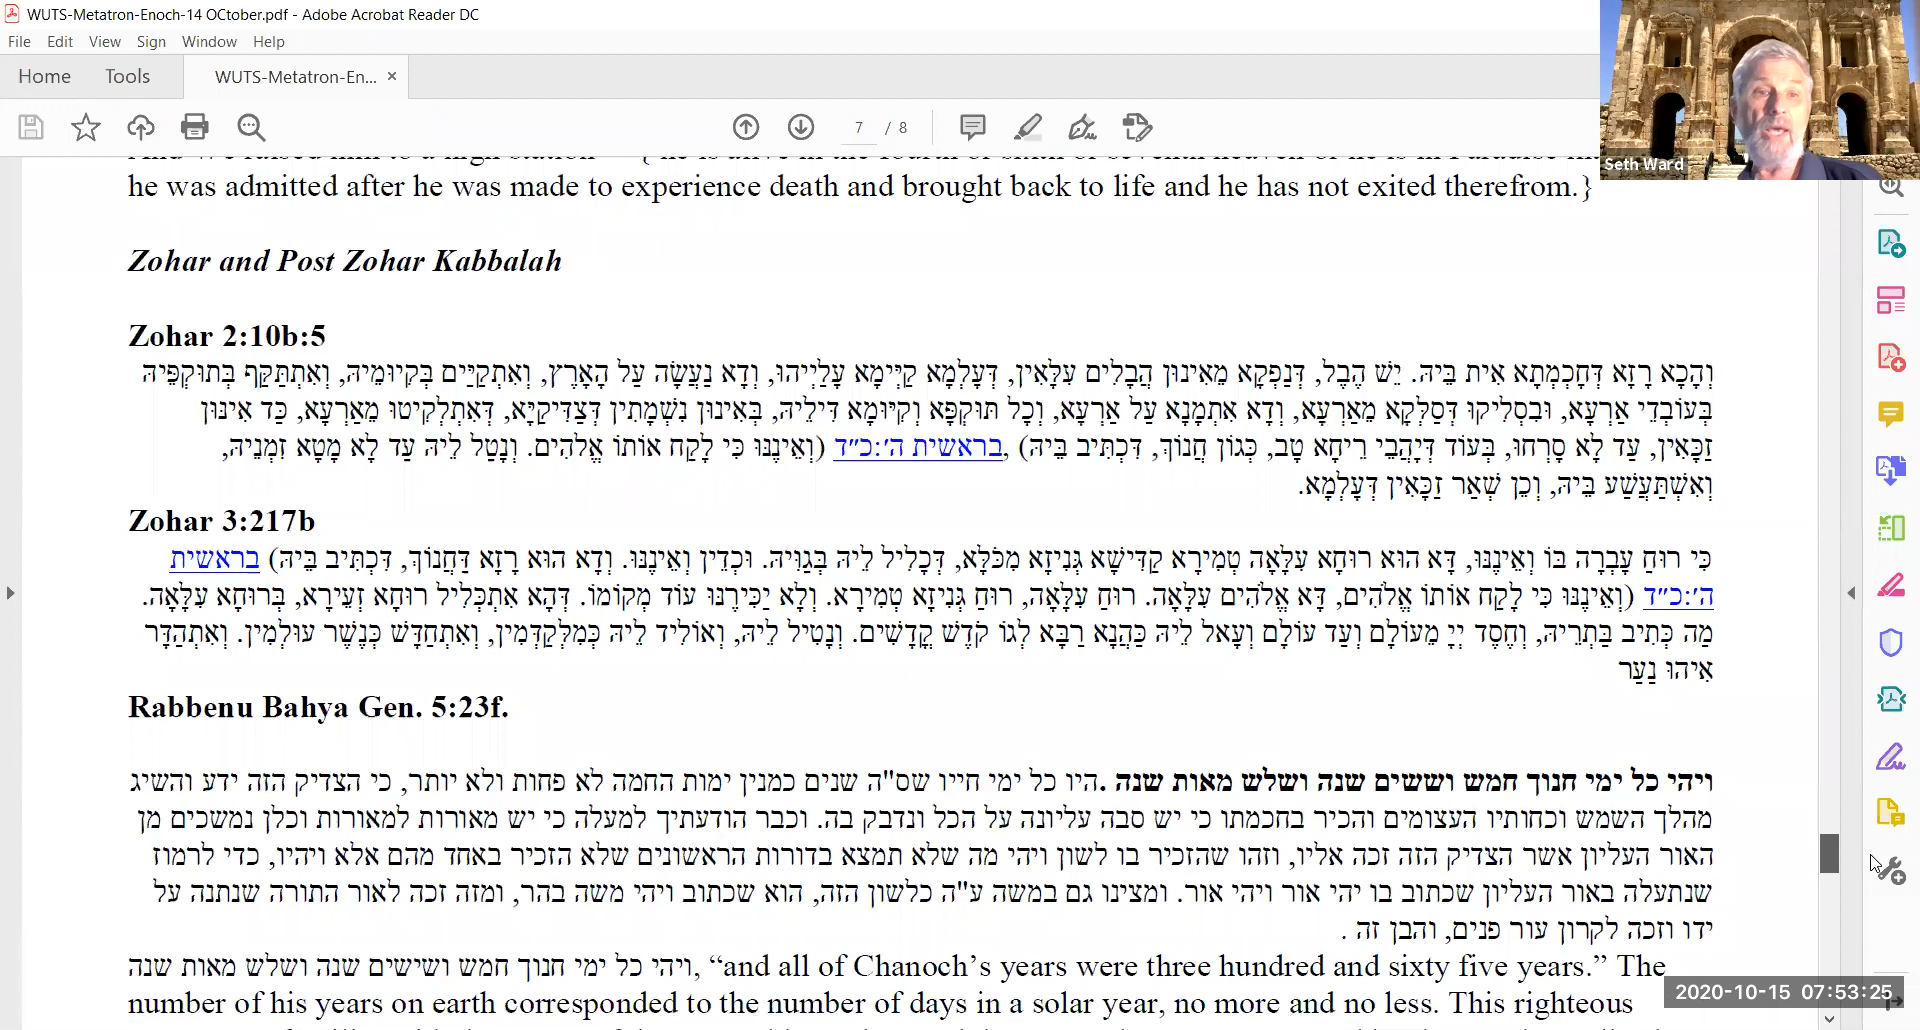 WUTS-Metatron-Enoch-14 OCtober.pdf - Adobe Acrobat Reader DC
File Edit View Sign Window Help
Home Tools WUTS-Metatron-En... ×
7 / 8
Seth Ward
he was admitted after he was made to experience death and brought back to life and he has not exited therefrom.}
Zohar and Post Zohar Kabbalah
Zohar 2:10b:5
וְהָכָא רָזָא דְּחָכְמְתָא אִית בֵּיהּ. יֵשׁ הֶבֶל, דְּנַפְקָא מֵאִינּוּן הֲבָלִים עִלָּאִין, דְּעָלְמָא קַיְּימָא עָלַיְיהוּ, וְדָא נַעֲשָׂה עַל הָאָרֶץ, וְאִתְקַיַּים בְּקִיוּמֵיהּ, וְאִתְתַּקַּף בְּתוּקְפֵּיהּ
בְּעוֹבְדֵי אַרְעָא, וּבִסְלִיקוּ דְּסַלְּקָא מֵאַרְעָא, וְדָא אִתְמָנָא עַל אַרְעָא, וְכָל תּוּקְפָּא וְקִיּוּמָא דִּילֵיהּ, בְּאִינּוּן נִשְׁמָתִין דְּצַדִּיקַיָּא, דְּאִתְלְקִיטוּ מֵאַרְעָא, כַּד אִינּוּן
זַכָּאִין, עַד לָא סָרְחוּ, בְּעוֹד דְּיָהֲבֵי רֵיחָא טָב, כְּגוֹן חֲנוֹךְ, דִּכְתִּיב בֵּיהּ) ,בראשית ה׳:כ״ד (וְאֵינֶנּוּ כִּי לָקַח אוֹתוֹ אֱלֹהִים. וְנָטַל לֵיהּ עַד לָא מָטָא זִמְנֵיהּ,
וְאִשְׁתַּעֲשַׁע בֵּיהּ, וְכֵן שְׁאַר זַכָּאִין דְּעָלְמָא.
Zohar 3:217b
כִּי רוּחַ עָבְרָה בּוֹ וְאֵינֶנּוּ, דָּא הוּא רוּחָא עִלָּאָה טְמִירָא קַדִּישָׁא גְּנִיזָא מִכֹּלָּא, דְּכָלִיל לֵיהּ בְּגַוֵּיהּ. וּכְדֵין וְאֵינֶנּוּ. וְדָא הוּא רָזָא דַּחֲנוֹךְ, דִּכְתִּיב בֵּיהּ) בראשית
ה׳:כ״ד (וְאֵינֶנּוּ כִּי לָקַח אוֹתוֹ אֱלֹהִים, דָּא אֱלֹהִים עִלָּאָה. רוּחַ עִלָּאָה, רוּחַ גְּנִיזָא טְמִירָא. וְלָא יַכִּירֶנּוּ עוֹד מְקוֹמוֹ. דְּהָא אִתְכְּלִיל רוּחָא זְעֵירָא, בְּרוּחָא עִלָּאָה.
מַה כְּתִיב בַּתְרֵיהּ, וְחֶסֶד יְיָ מֵעוֹלָם וְעַד עוֹלָם וְעָאל לֵיהּ כַּהֲנָא רַבָּא לְגוֹ קֹדֶשׁ קֳדָשִׁים. וְנָטִיל לֵיהּ, וְאוֹלִיד לֵיהּ כְּמִלְּקַדְּמִין, וְאִתְחַדָּשׁ כְּנֶשֶׁר עוּלְמִין. וְאִתְהַדָּר
אִיהוּ נַעַר
Rabbenu Bahya Gen. 5:23f.
ויהי כל ימי חנוך חמש וששים שנה ושלש מאות שנה .היו כל ימי חייו שס"ה שנים כמנין ימות החמה לא פחות ולא יותר, כי הצדיק הזה ידע והשיג
מהלך השמש וכחותיו העצומים והכיר בחכמתו כי יש סבה עליונה על הכל ונדבק בה. וכבר הודעתיך למעלה כי יש מאורות למאורות וכלן נמשכים מן
האור העליון אשר הצדיק הזה זכה אליו, וזהו שהזכיר בו לשון ויהי מה שלא תמצא בדורות הראשונים שלא הזכיר באחד מהם אלא ויהיו, כדי לרמוז
שנתעלה באור העליון שכתוב בו יהי אור ויהי אור. ומצינו גם במשה ע"ה כלשון הזה, הוא שכתוב ויהי משה בהר, ומזה זכה לאור התורה שנתנה על
ידו וזכה לקרון עור פנים, והבן זה .
ויהי כל ימי חנוך חמש ושישים שנה ושלש מאות שנה, “and all of Chanoch’s years were three hundred and sixty five years.” The
number of his years on earth corresponded to the number of days in a solar year, no more and no less. This righteous
2020-10-15 07:53:25